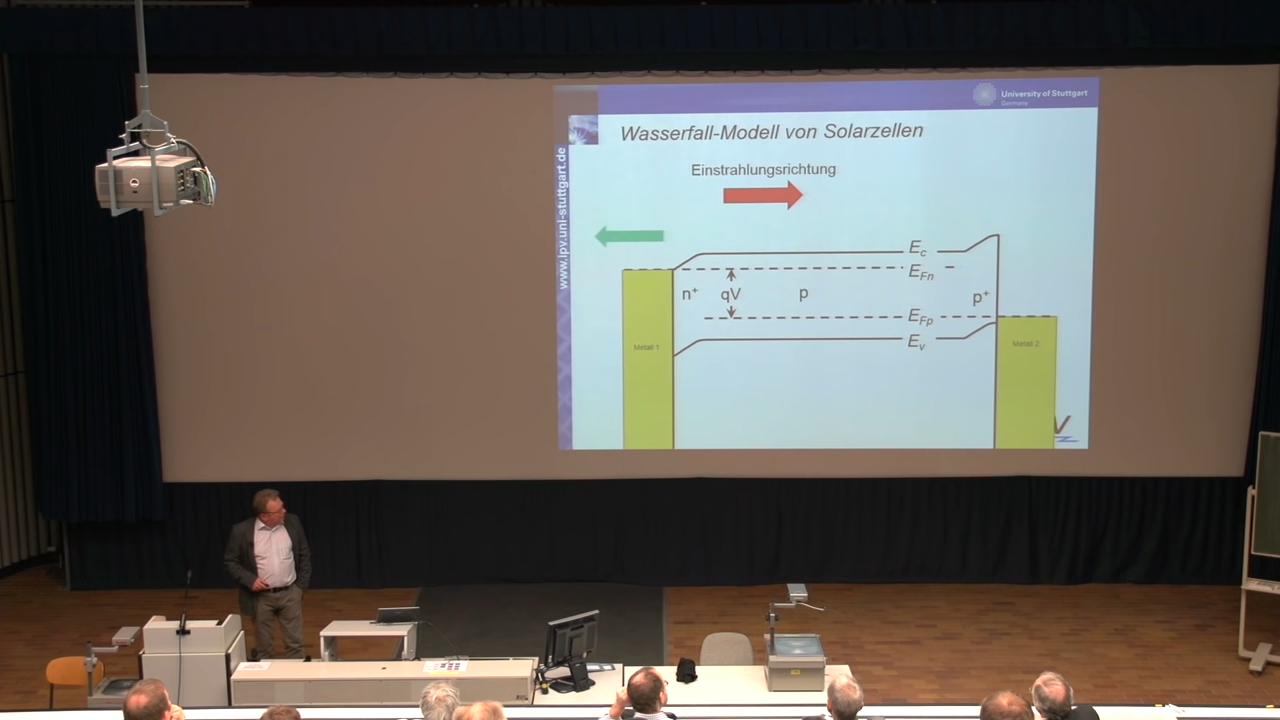 University of Stuttgart
Germany
Wasserfall-Modell von Solarzellen
Einstrahlungsrichtung
www.ipv.uni-stuttgart.de
Ec
EFn
n+ qV p p+
EFp
Ev
Metall 1
Metall 2